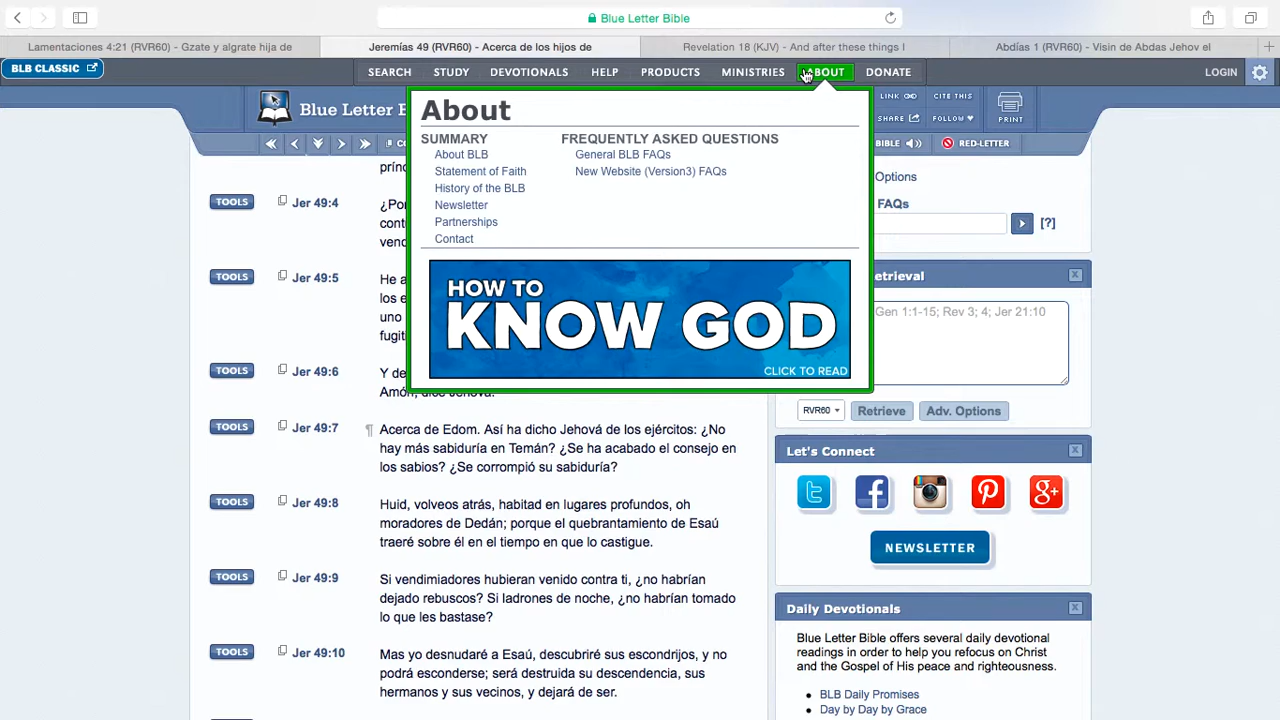 Blue Letter Bible
Lamentaciones 4:21 (RVR60) - Gzate y algrate hija de
Jeremías 49 (RVR60) - Acerca de los hijos de
Revelation 18 (KJV) - And after these things I
Abdías 1 (RVR60) - Visin de Abdas Jehov el
BLB CLASSIC
SEARCH STUDY DEVOTIONALS HELP PRODUCTS MINISTRIES ABOUT DONATE
LOGIN
Blue Letter B
LINK CITE THIS
SHARE FOLLOW PRINT
BIBLE RED-LETTER
About
SUMMARY
About BLB
Statement of Faith
History of the BLB
Newsletter
Partnerships
Contact
FREQUENTLY ASKED QUESTIONS
General BLB FAQs
New Website (Version3) FAQs
HOW TO
KNOW GOD
CLICK TO READ
prínc
TOOLS Jer 49:4
¿Por
cont
vend
TOOLS Jer 49:5
He a
los e
uno
fugiti
TOOLS Jer 49:6
Y de
Amón, dice Jehová.
TOOLS Jer 49:7
¶ Acerca de Edom. Así ha dicho Jehová de los ejércitos: ¿No
hay más sabiduría en Temán? ¿Se ha acabado el consejo en
los sabios? ¿Se corrompió su sabiduría?
TOOLS Jer 49:8
Huid, volveos atrás, habitad en lugares profundos, oh
moradores de Dedán; porque el quebrantamiento de Esaú
traeré sobre él en el tiempo en que lo castigue.
TOOLS Jer 49:9
Si vendimiadores hubieran venido contra ti, ¿no habrían
dejado rebuscos? Si ladrones de noche, ¿no habrían tomado
lo que les bastase?
TOOLS Jer 49:10
Mas yo desnudaré a Esaú, descubriré sus escondrijos, y no
podrá esconderse; será destruida su descendencia, sus
hermanos y sus vecinos, y dejará de ser.
Options
FAQs
[?]
etrieval
Gen 1:1-15; Rev 3; 4; Jer 21:10
RVR60 Retrieve Adv. Options
Let's Connect
NEWSLETTER
Daily Devotionals
Blue Letter Bible offers several daily devotional
readings in order to help you refocus on Christ
and the Gospel of His peace and righteousness.
BLB Daily Promises
Day by Day by Grace